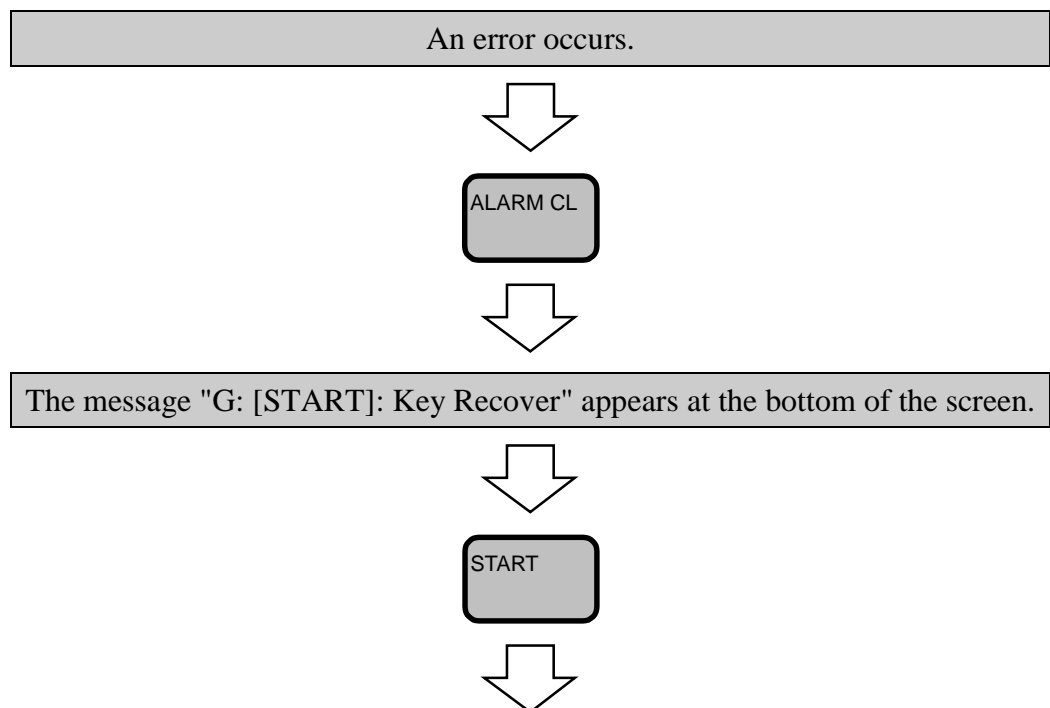 An error occurs.
ALARM CL
The message "G: [START]: Key Recover" appears at the bottom of the screen.
START